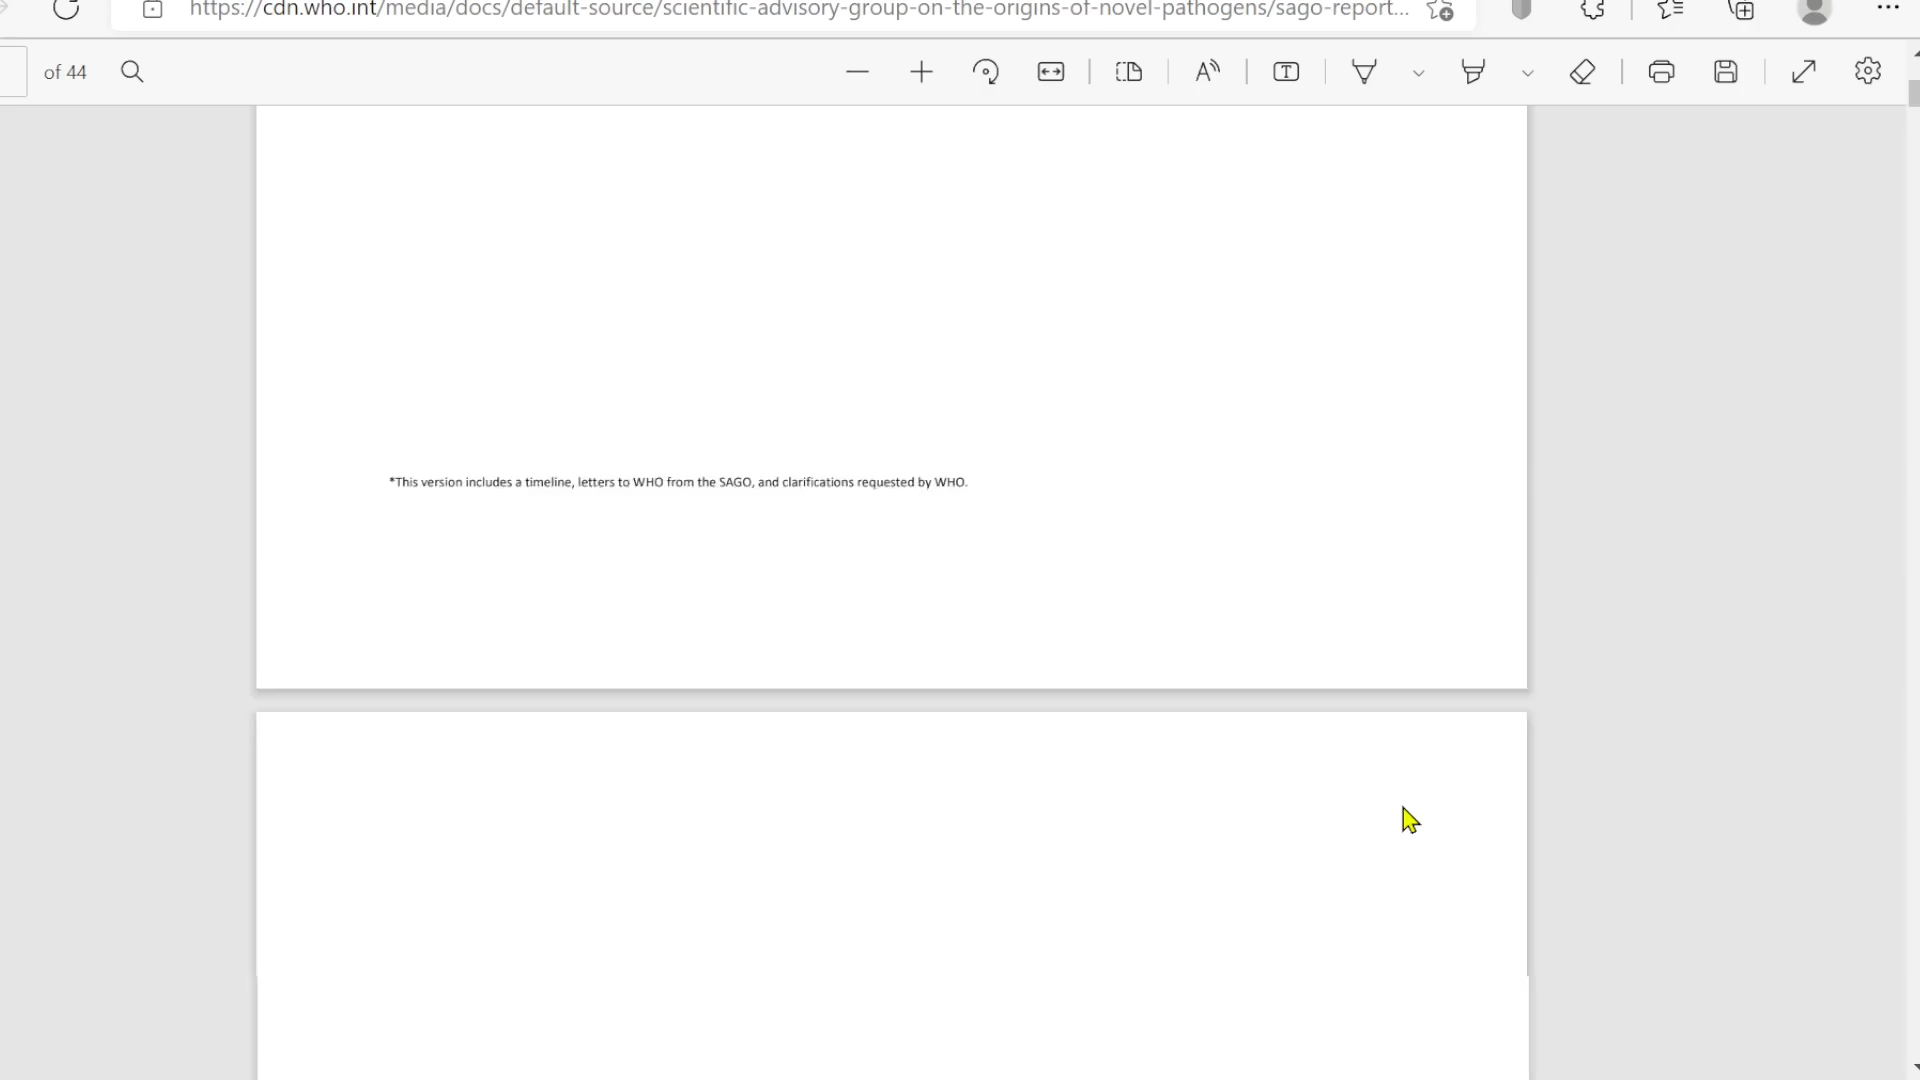 https://cdn.who.int/media/docs/default-source/scientific-advisory-group-on-the-origins-of-novel-pathogens/sago-report...
of 44
*This version includes a timeline, letters to WHO from the SAGO, and clarifications requested by WHO.